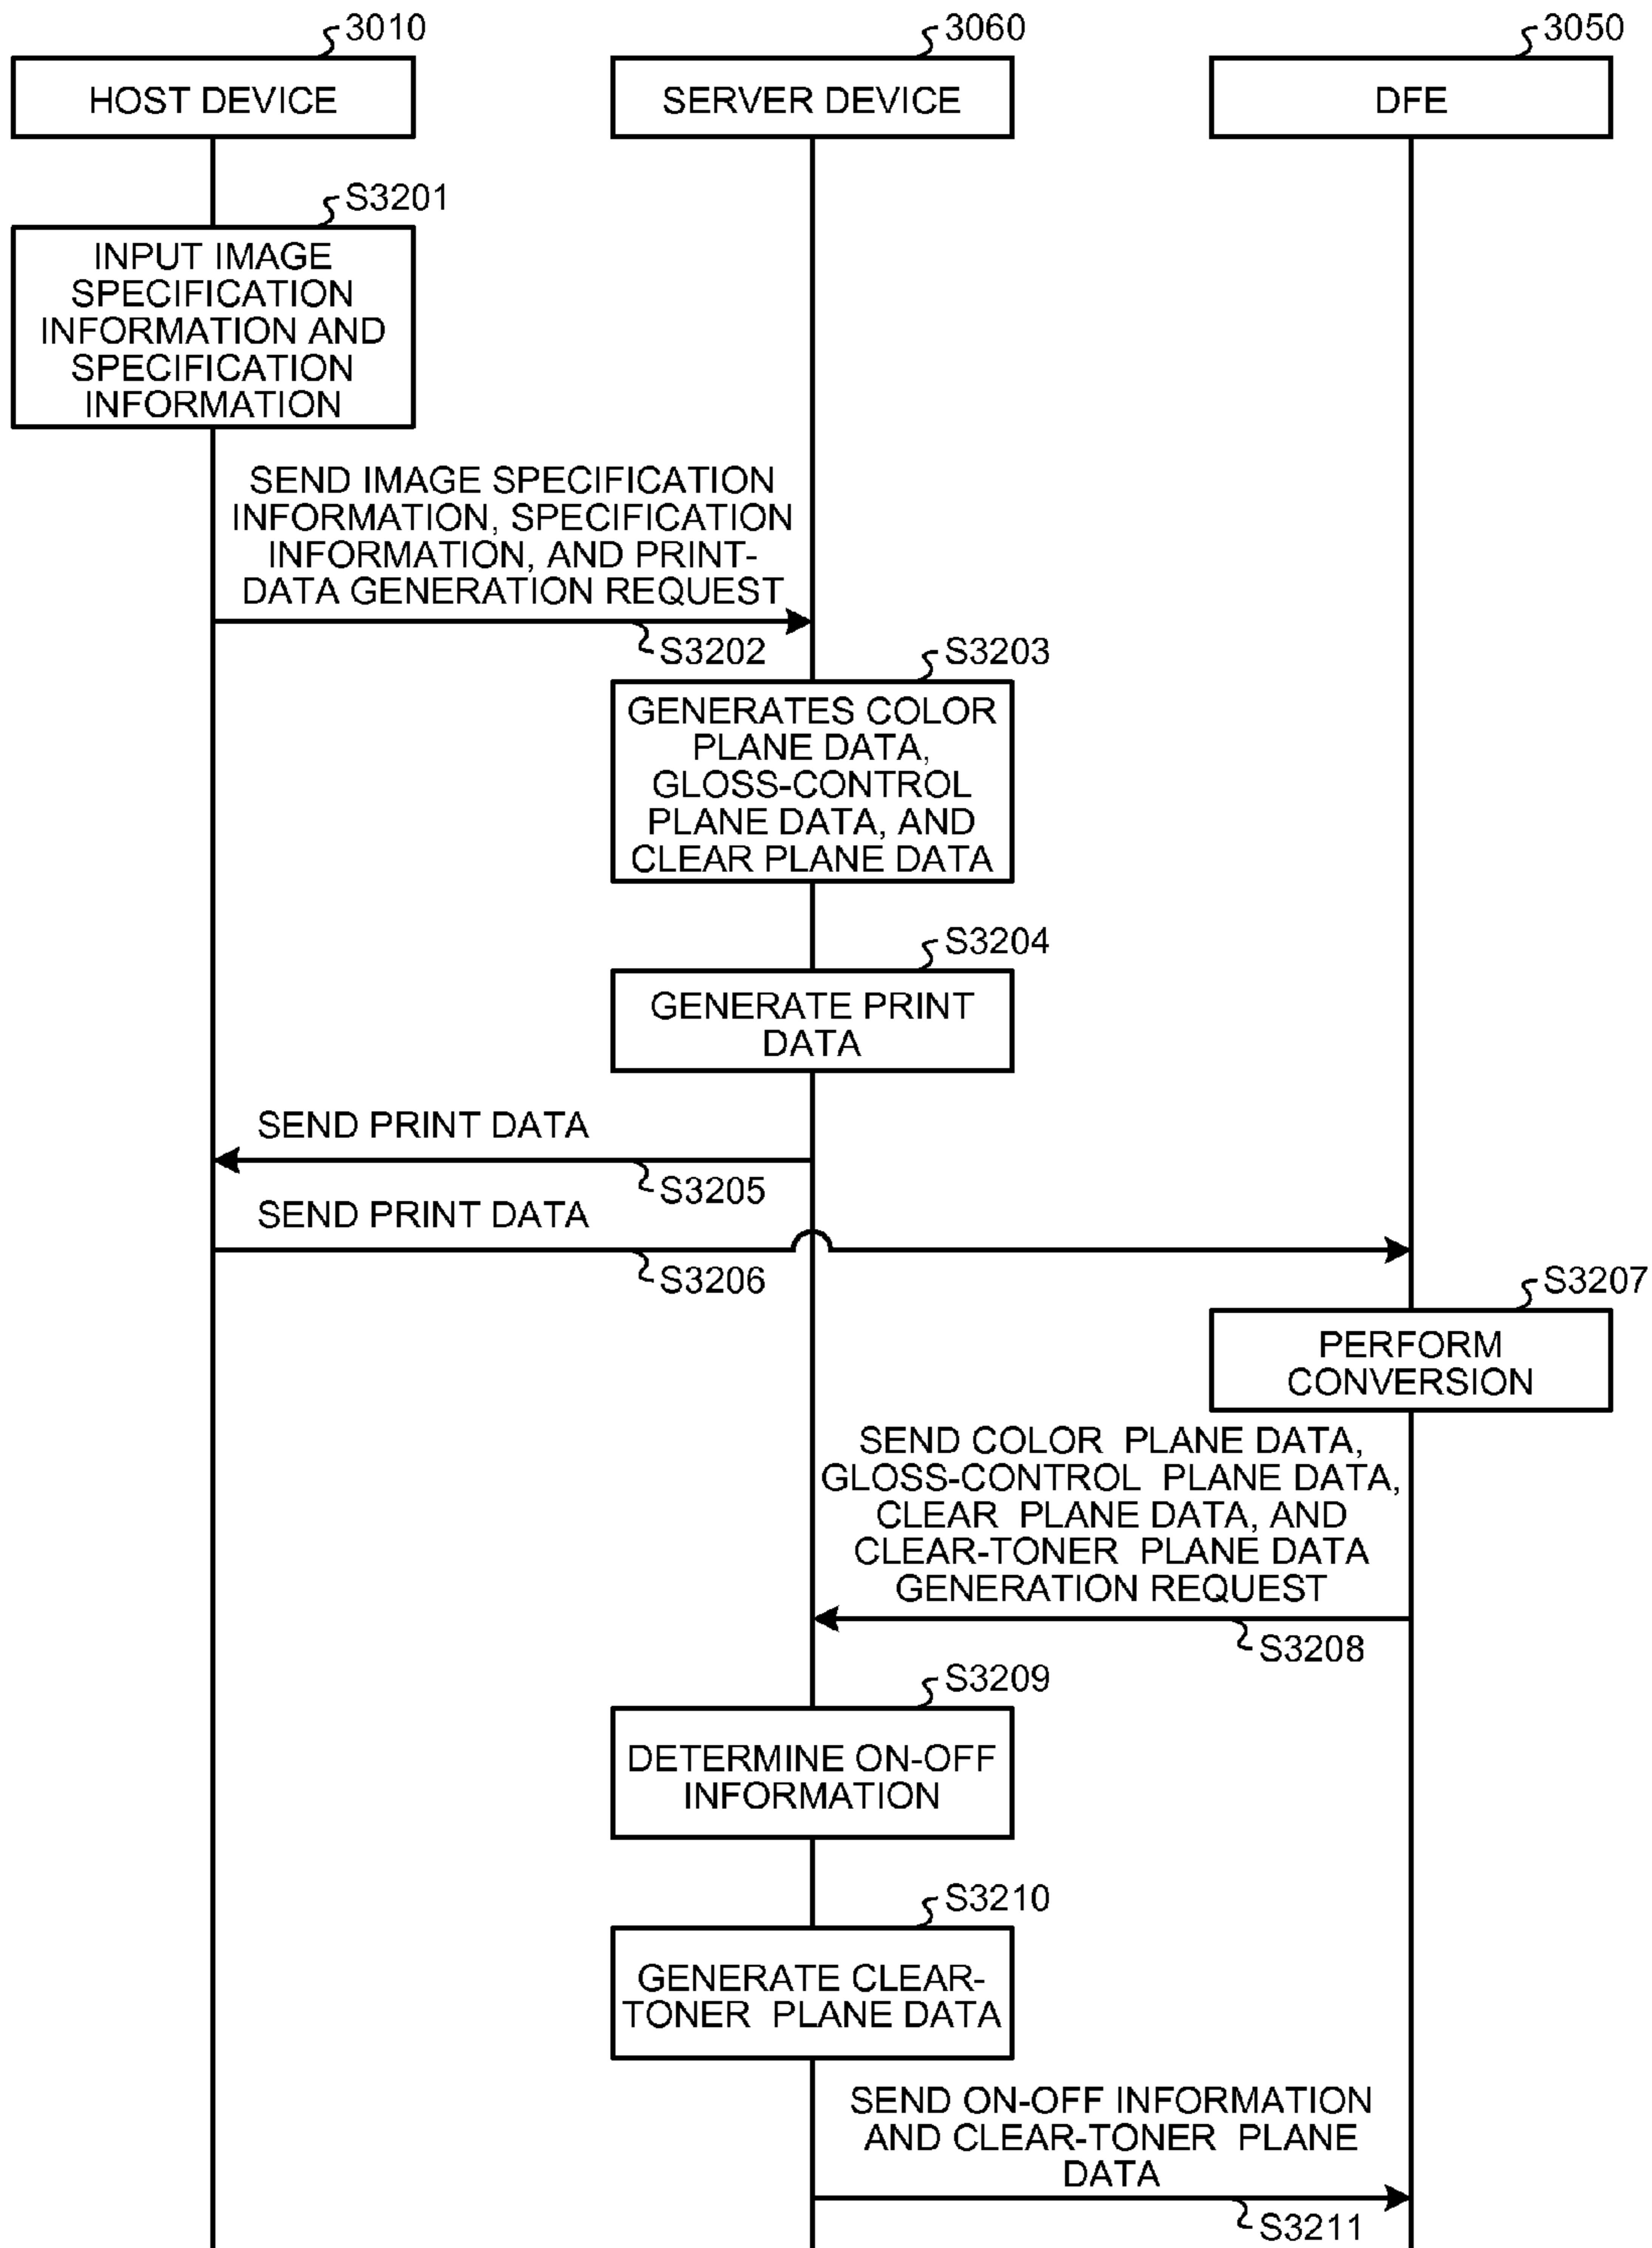 3010
3060
3050
HOST DEVICE
SERVER DEVICE
DFE
S3201
INPUT IMAGE
SPECIFICATION
INFORMATION AND
SPECIFICATION
INFORMATION
SEND IMAGE SPECIFICATION
INFORMATION, SPECIFICATION
INFORMATION, AND PRINT-
DATA GENERATION REQUEST
S3202
S3203
GENERATES COLOR
PLANE DATA,
GLOSS-CONTROL
PLANE DATA, AND
CLEAR PLANE DATA
S3204
GENERATE PRINT
DATA
SEND PRINT DATA
S3205
SEND PRINT DATA
S3206
S3207
PERFORM
CONVERSION
SEND COLOR PLANE DATA,
GLOSS-CONTROL PLANE DATA,
CLEAR PLANE DATA, AND
CLEAR-TONER PLANE DATA
GENERATION REQUEST
S3208
S3209
DETERMINE ON-OFF
INFORMATION
S3210
GENERATE CLEAR-
TONER PLANE DATA
SEND ON-OFF INFORMATION
AND CLEAR-TONER PLANE
DATA
S3211